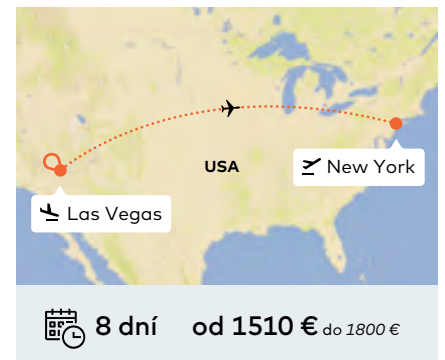 USA
New York
Las Vegas
8 dní od 1510 € do 1800 €